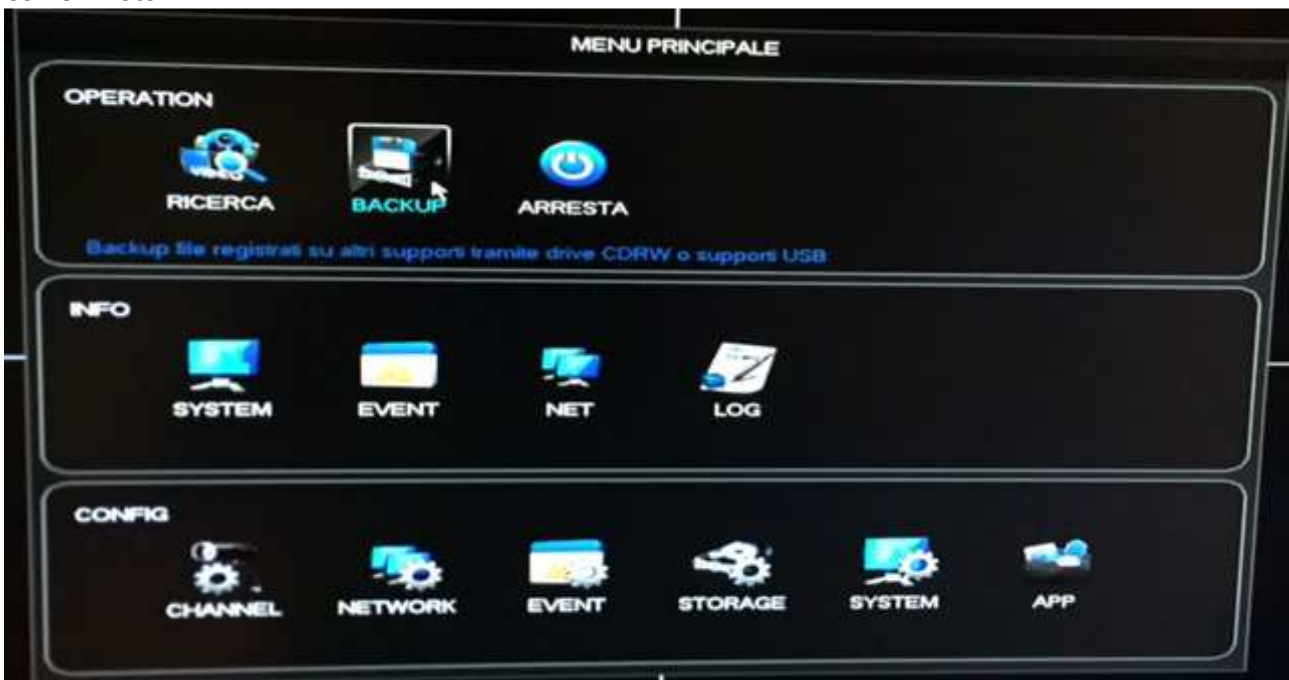 MENU PRINCIPALE
OPERATION
RICERCA BACKUP ARRESTA
Backup file registrati su altri supporti tramite drive CDRW o supporti USB
INFO
SYSTEM EVENT NET LOG
CONFIG
CHANNEL NETWORK EVENT STORAGE SYSTEM APP